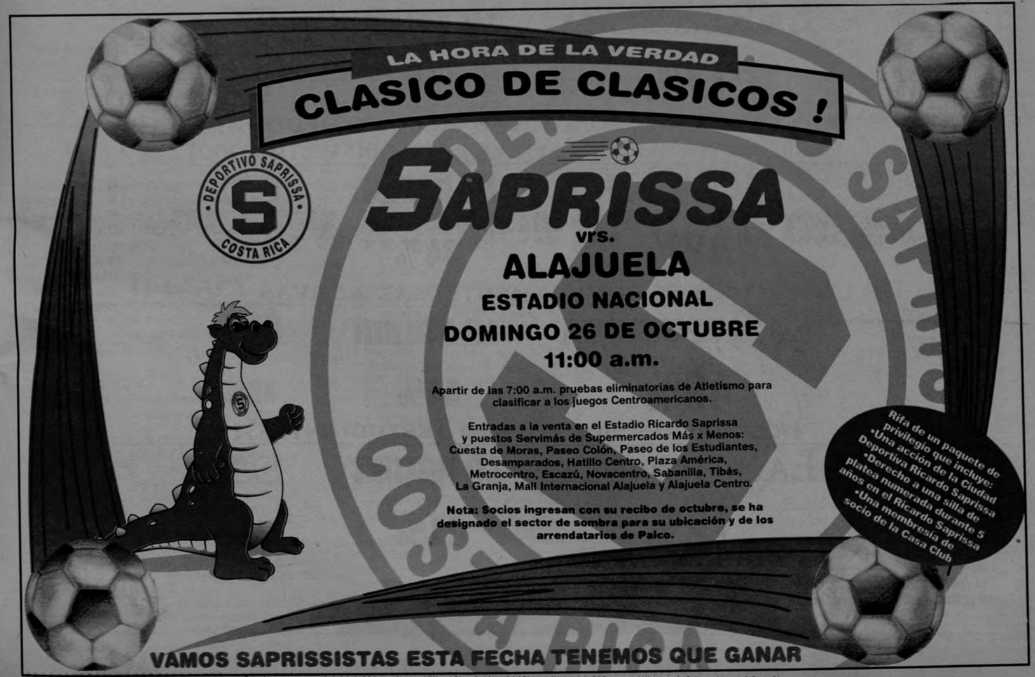 LA HORA DE LA VERDAD
CLASICO DE CLASICOS !
DEPORTIVO SAPRISSA
S
COSTA RICA
SAPRISSA
vrs.
ALAJUELA
ESTADIO NACIONAL
DOMINGO 26 DE OCTUBRE
11:00 a.m.
Apartir de las 7:00 a.m. pruebas eliminatorias de Atletismo para
clasificar a los juegos Centroamericanos.
Entradas a la venta en el Estadio Ricardo Saprissa
y puestos Servimás de Supermercados Más x Menos:
Cuesta de Moras, Paseo Colón, Paseo de los Estudiantes,
Desamparados, Hatillo Centro, Plaza América,
Metrocentro, Escazú, Novacentro, Sabanilla, Tibás,
La Granja, Mall Internacional Alajuela y Alajuela Centro.
Nota: Socios ingresan con su recibo de octubre, se ha
designado el sector de sombra para su ubicación y de los
arrendatarios de Palco.
Rifa de un paquete de
privilegio que incluye:
•Una acción de la Ciudad
Deportiva Ricardo Saprissa
•Derecho a una silla de
platea numerada durante 5
años en el Ricardo Saprissa
•Una membresía de
socio de la Casa Club
S
DEPORTIVO SAPRISSA
S
COSTA RICA
VAMOS SAPRISSISTAS ESTA FECHA TENEMOS QUE GANAR